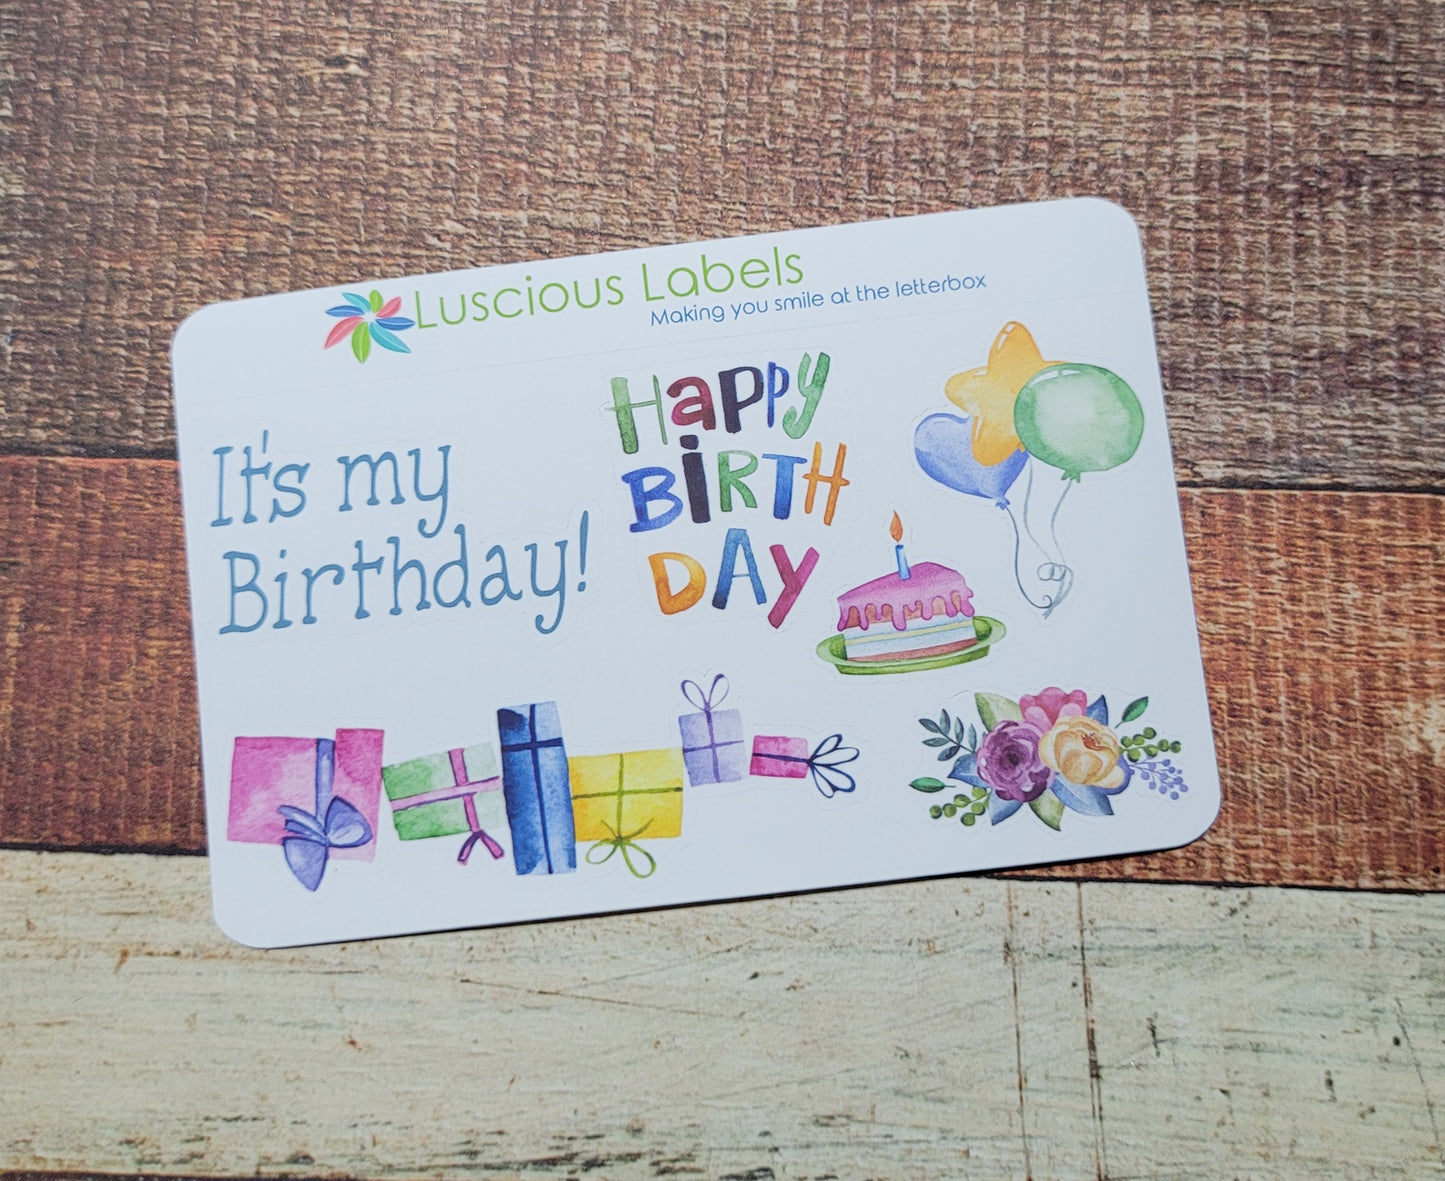 Luscious Labels
Making you smile at the letterbox
It's my
Birthday!
HaPPy
BiRTH
DAY